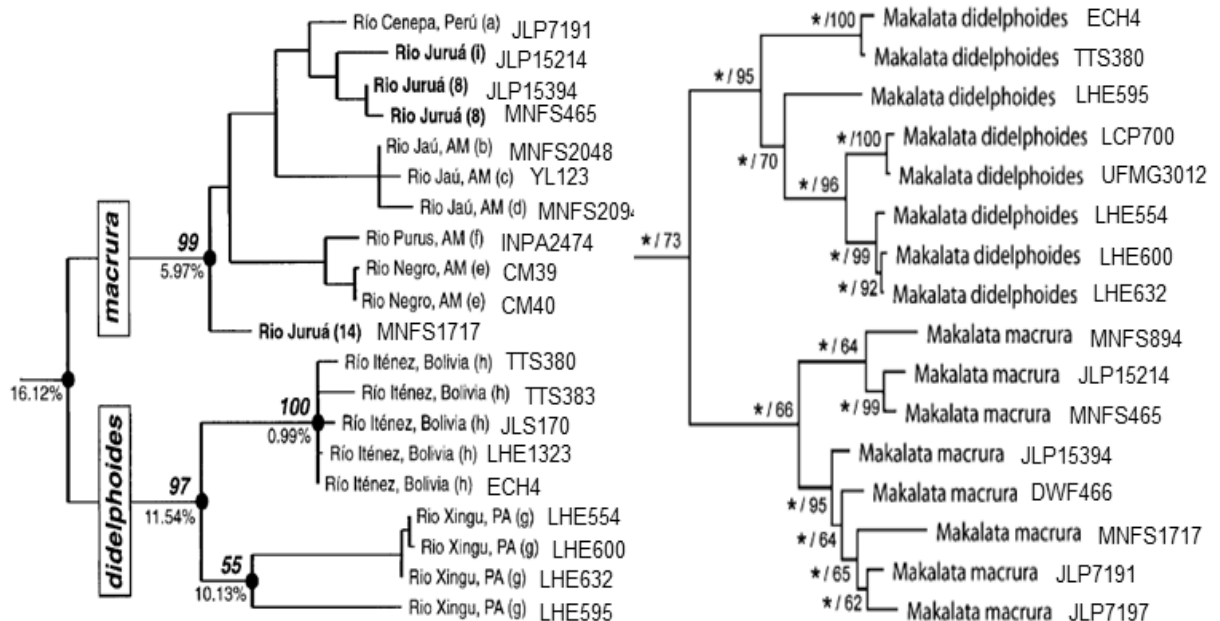 Río Cenepa, Perú (a) JLP7191
Rio Juruá (i) JLP15214
Rio Juruá (8) JLP15394
Rio Juruá (8) MNFS465
Rio Jaú, AM (b) MNFS2048
Rio Jaú, AM (c) YL123
Rio Jaú, AM (d) MNFS2094
Rio Purus, AM (f) INPA2474
Rio Negro, AM (e) CM39
Rio Negro, AM (e) CM40
Rio Juruá (14) MNFS1717
macrura
99
5.97%
16.12%
Río Iténez, Bolivia (h) TTS380
Río Iténez, Bolivia (h) TTS383
Río Iténez, Bolivia (h) JLS170
Río Iténez, Bolivia (h) LHE1323
Río Iténez, Bolivia (h) ECH4
100
0.99%
didelphoides
97
11.54%
Rio Xingu, PA (g) LHE554
Rio Xingu, PA (g) LHE600
Rio Xingu, PA (g) LHE632
Rio Xingu, PA (g) LHE595
55
10.13%
*/100
Makalata didelphoides ECH4
Makalata didelphoides TTS380
*/95
Makalata didelphoides LHE595
*/70
*/100
Makalata didelphoides LCP700
Makalata didelphoides UFMG3012
*/96
Makalata didelphoides LHE554
*/99
Makalata didelphoides LHE600
*/92
Makalata didelphoides LHE632
*/73
*/64
Makalata macrura MNFS894
Makalata macrura JLP15214
*/99
Makalata macrura MNFS465
*/66
Makalata macrura JLP15394
*/95
Makalata macrura DWF466
*/64
Makalata macrura MNFS1717
*/65
Makalata macrura JLP7191
*/62
Makalata macrura JLP7197